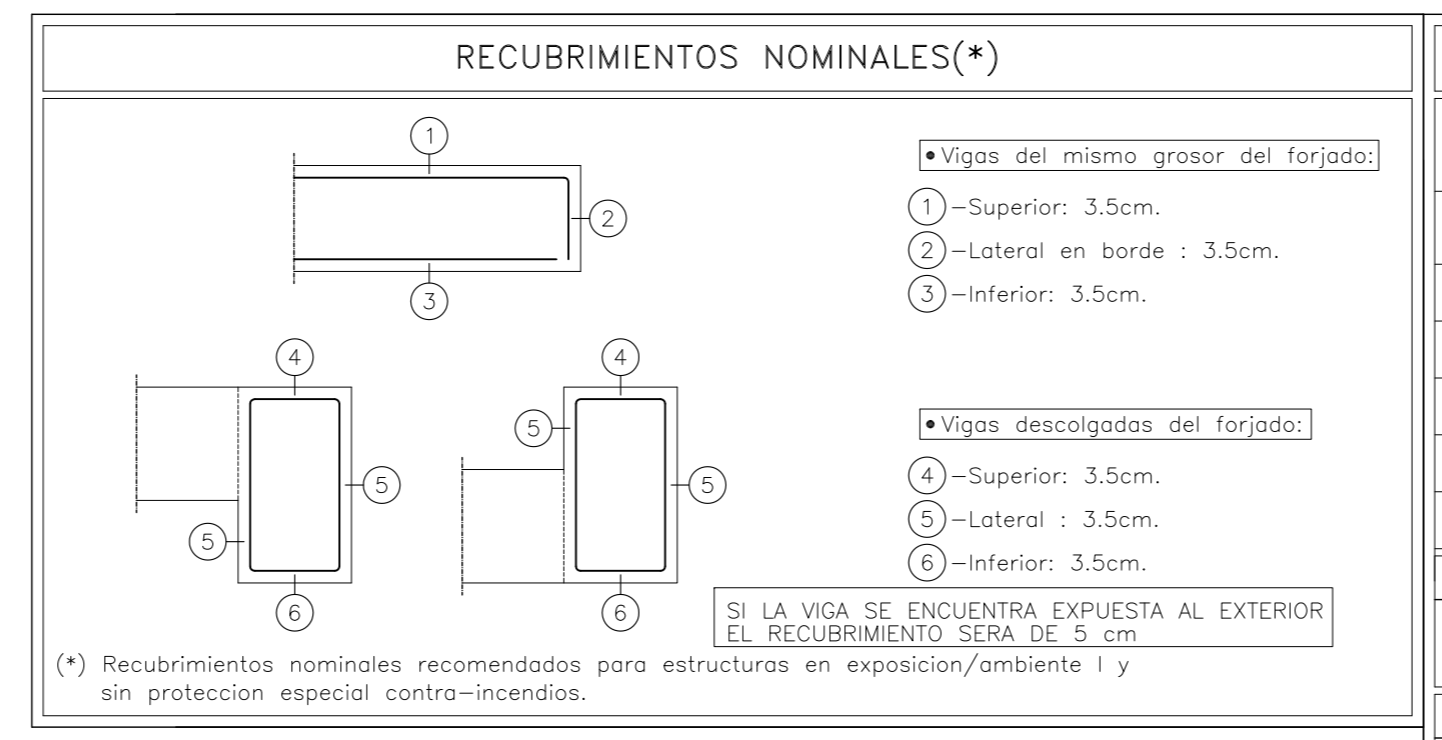 RECUBRIMIENTOS NOMINALES(*)
1
2
3
• Vigas del mismo grosor del forjado:
1 -Superior: 3.5cm.
2 -Lateral en borde : 3.5cm.
3 -Inferior: 3.5cm.
4
5
5
6
4
5
5
6
• Vigas descolgadas del forjado:
4 -Superior: 3.5cm.
5 -Lateral : 3.5cm.
6 -Inferior: 3.5cm.
SI LA VIGA SE ENCUENTRA EXPUESTA AL EXTERIOR
EL RECUBRIMIENTO SERA DE 5 cm
(*) Recubrimientos nominales recomendados para estructuras en exposicion/ambiente I y
sin proteccion especial contra-incendios.